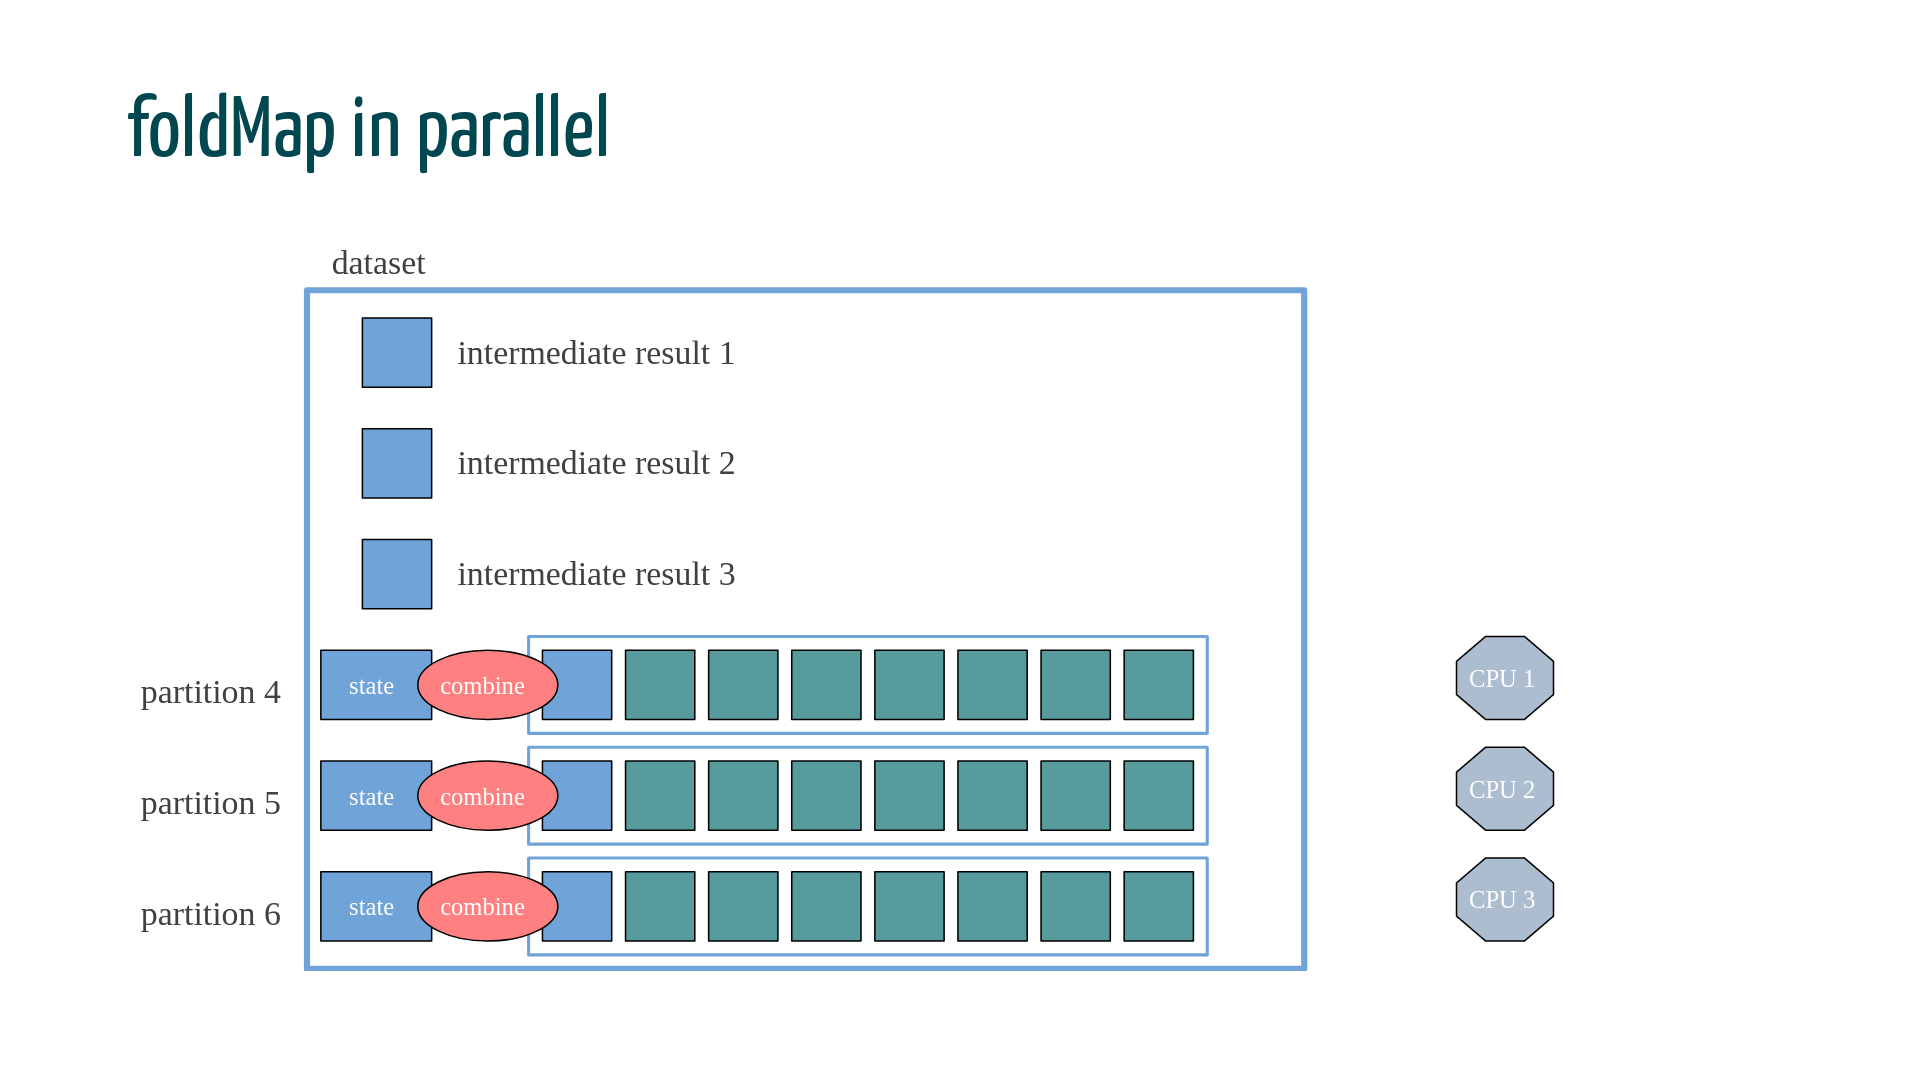 foldMap in parallel
dataset
intermediate result 1
intermediate result 2
intermediate result 3
partition 4 state combine CPU 1
partition 5 state combine CPU 2
partition 6 state combine CPU 3